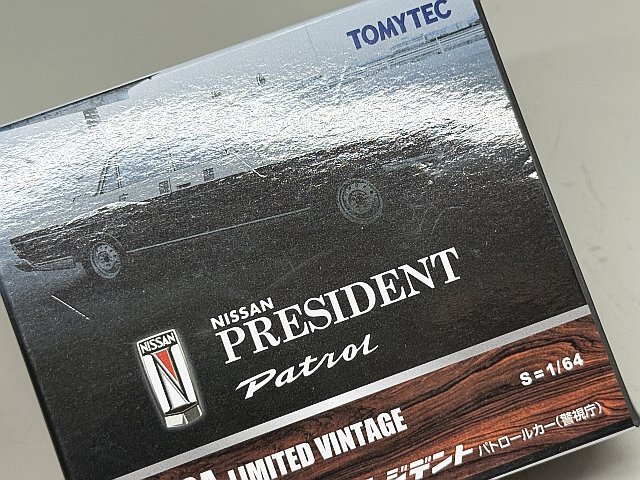 TOMYTEC
NISSAN
PRESIDENT
Patrol
NISSAN
S=1/64
LIMITED VINTAGE
ジデント パトロールカー(警視庁)